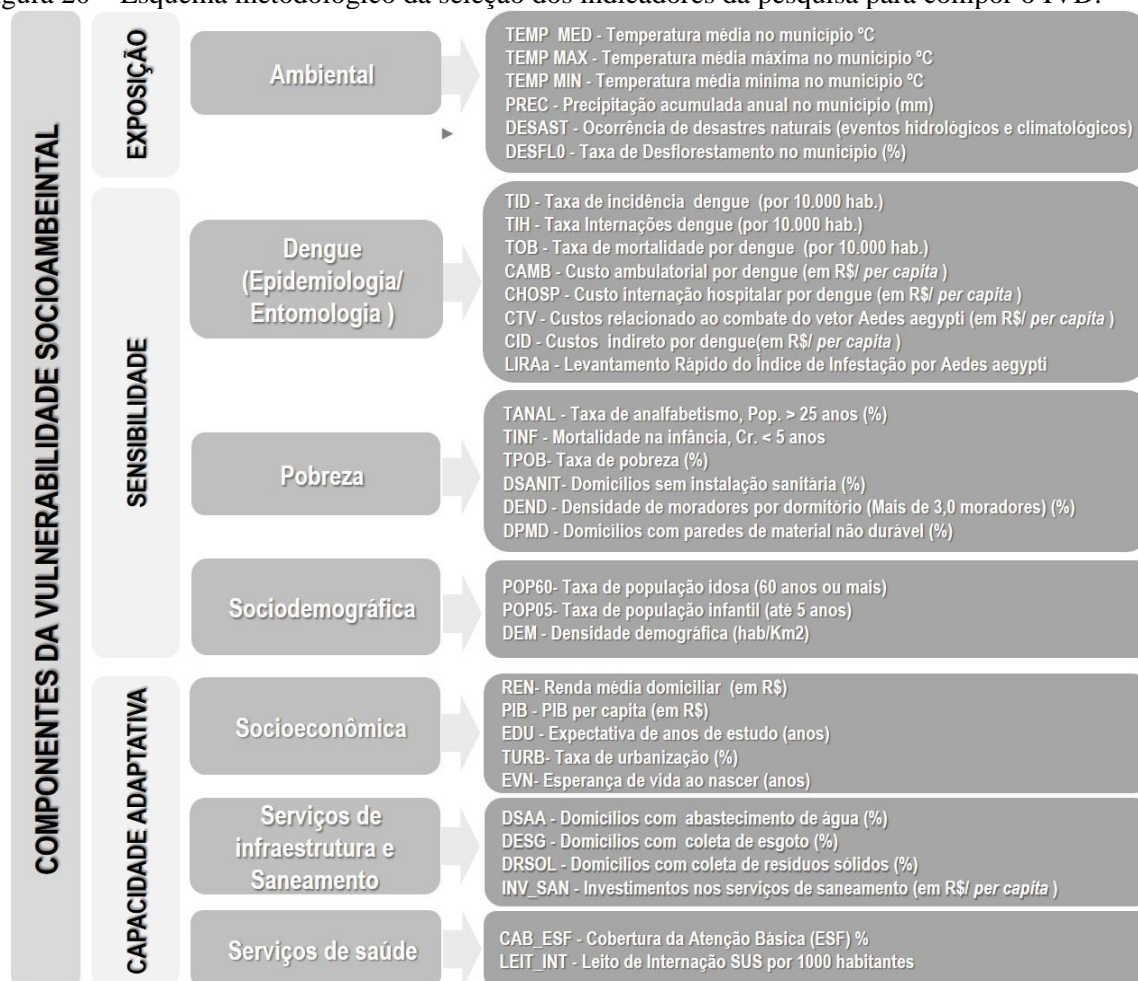 gura 20 – Esquema metodológico da seleção dos indicadores da pesquisa para compor o IVD.
COMPONENTES DA VULNERABILIDADE SOCIOAMBEINTAL
EXPOSIÇÃO
Ambiental
TEMP MED - Temperatura média no município ºC
TEMP MAX - Temperatura média máxima no município ºC
TEMP MIN - Temperatura média mínima no município ºC
PREC - Precipitação acumulada anual no município (mm)
DESAST - Ocorrência de desastres naturais (eventos hidrológicos e climatológicos)
DESFL0 - Taxa de Desflorestamento no município (%)
SENSIBILIDADE
Dengue
(Epidemiologia/
Entomologia )
TID - Taxa de incidência dengue (por 10.000 hab.)
TIH - Taxa Internações dengue (por 10.000 hab.)
TOB - Taxa de mortalidade por dengue (por 10.000 hab.)
CAMB - Custo ambulatorial por dengue (em R$/ per capita )
CHOSP - Custo internação hospitalar por dengue (em R$/ per capita )
CTV - Custos relacionado ao combate do vetor Aedes aegypti (em R$/ per capita )
CID - Custos indireto por dengue(em R$/ per capita )
LIRAa - Levantamento Rápido do Índice de Infestação por Aedes aegypti
Pobreza
TANAL - Taxa de analfabetismo, Pop. > 25 anos (%)
TINF - Mortalidade na infância, Cr. < 5 anos
TPOB- Taxa de pobreza (%)
DSANIT- Domicílios sem instalação sanitária (%)
DEND - Densidade de moradores por dormitório (Mais de 3,0 moradores) (%)
DPMD - Domicílios com paredes de material não durável (%)
Sociodemográfica
POP60- Taxa de população idosa (60 anos ou mais)
POP05- Taxa de população infantil (até 5 anos)
DEM - Densidade demográfica (hab/Km2)
CAPACIDADE ADAPTATIVA
Socioeconômica
REN- Renda média domiciliar (em R$)
PIB - PIB per capita (em R$)
EDU - Expectativa de anos de estudo (anos)
TURB- Taxa de urbanização (%)
EVN- Esperança de vida ao nascer (anos)
Serviços de
infraestrutura e
Saneamento
DSAA - Domicílios com abastecimento de água (%)
DESG - Domicílios com coleta de esgoto (%)
DRSOL - Domicílios com coleta de resíduos sólidos (%)
INV_SAN - Investimentos nos serviços de saneamento (em R$/ per capita )
Serviços de saúde
CAB_ESF - Cobertura da Atenção Básica (ESF) %
LEIT_INT - Leito de Internação SUS por 1000 habitantes